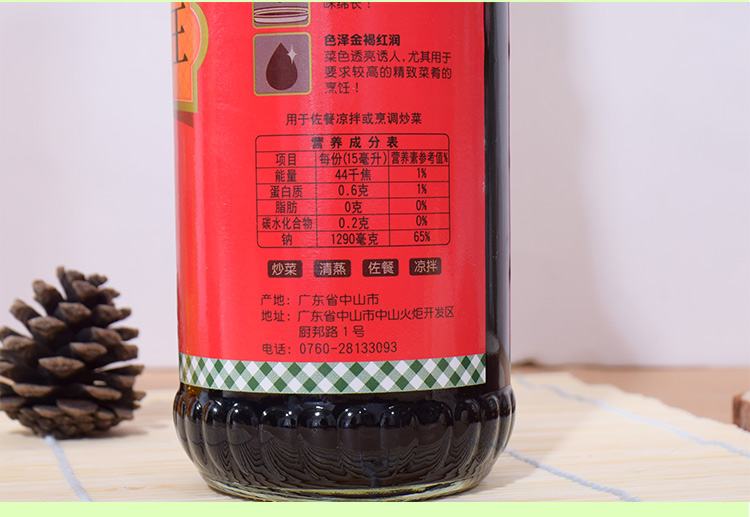 味绵长!
王
色泽金褐红润
菜色透亮诱人,尤其用于
要求较高的精致菜肴的
烹饪!
用于佐餐凉拌或烹调炒菜
营养成分表
项目 每份(15毫升) 营养素参考值%
能量 44千焦 1%
蛋白质 0.6克 1%
脂肪 0克 0%
碳水化合物 0.2克 0%
钠 1290毫克 65%
炒菜 清蒸 佐餐 凉拌
产地:广东省中山市
地址:广东省中山市中山火炬开发区
厨邦路1号
电话:0760-28133093